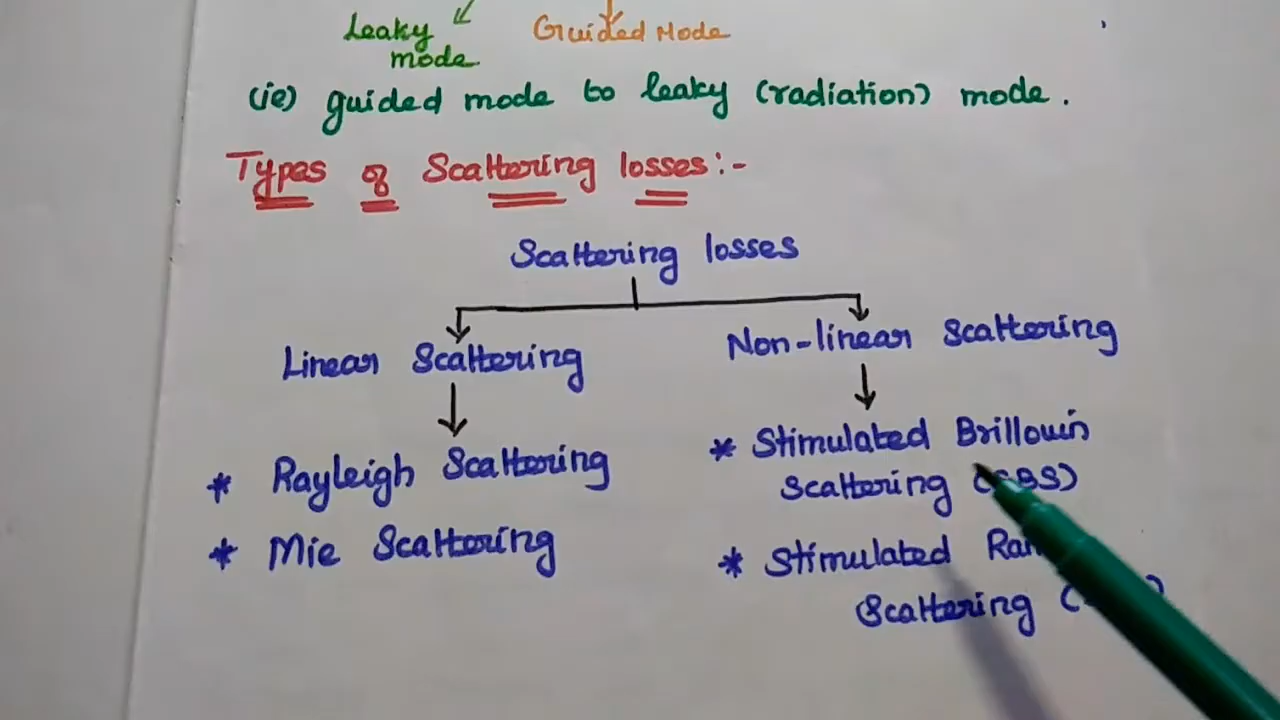 Leaky Guided Mode
mode
(ie) guided mode to leaky (radiation) mode.
Types of Scattering losses:-
Scattering losses
Linear Scattering
Non-linear Scattering
* Rayleigh Scattering
* Mie Scattering
* Stimulated Brillouin
Scattering (SBS)
* Stimulated
Scattering (